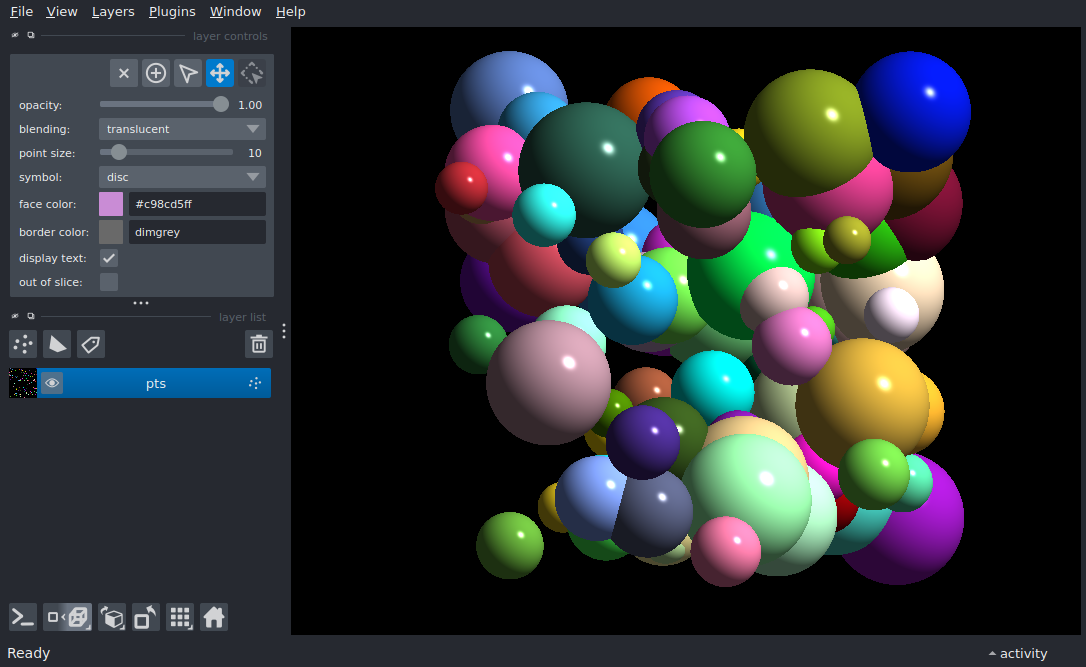 File View Layers Plugins Window Help
layer controls
opacity: 1.00
blending: translucent
point size: 10
symbol: disc
face color: #c98cd5ff
border color: dimgrey
display text:
out of slice:
layer list
pts
Ready
activity